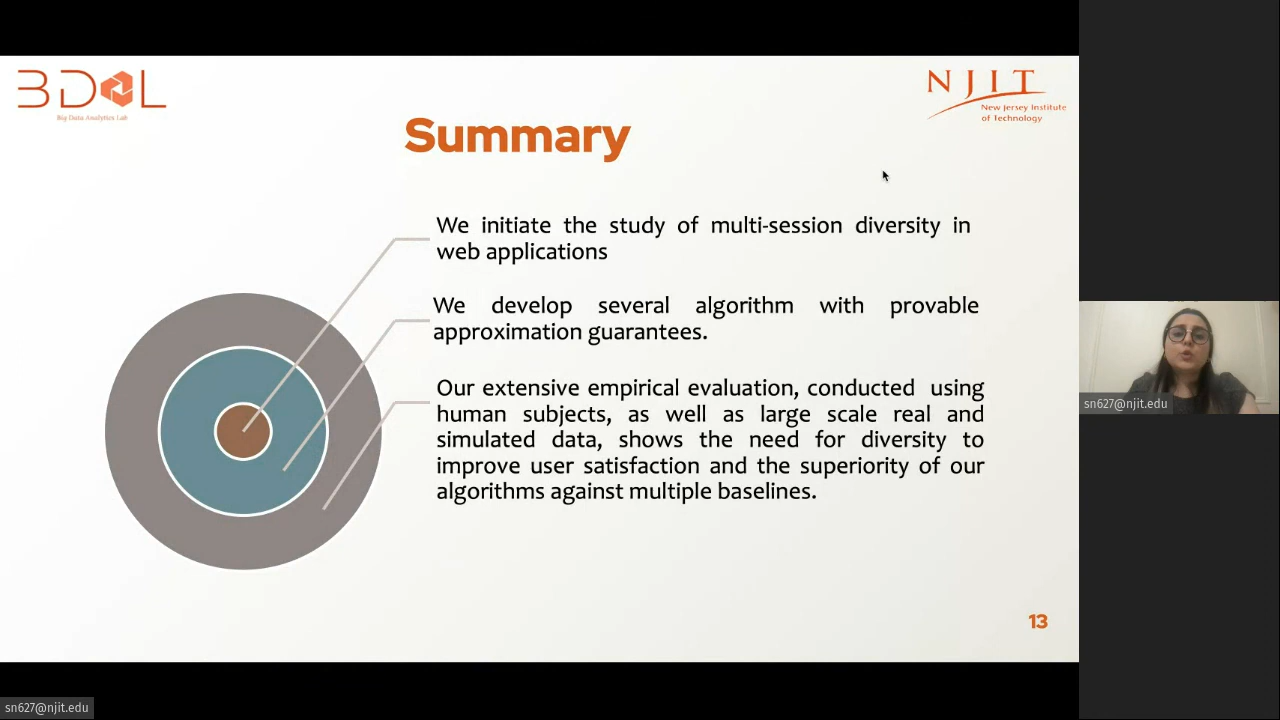 BDAL
Big Data Analytics Lab
NJIT
New Jersey Institute
of Technology
Summary
We initiate the study of multi-session diversity in
web applications
We develop several algorithm with provable
approximation guarantees.
Our extensive empirical evaluation, conducted using
human subjects, as well as large scale real and
simulated data, shows the need for diversity to
improve user satisfaction and the superiority of our
algorithms against multiple baselines.
13
sn627@njit.edu
sn627@njit.edu